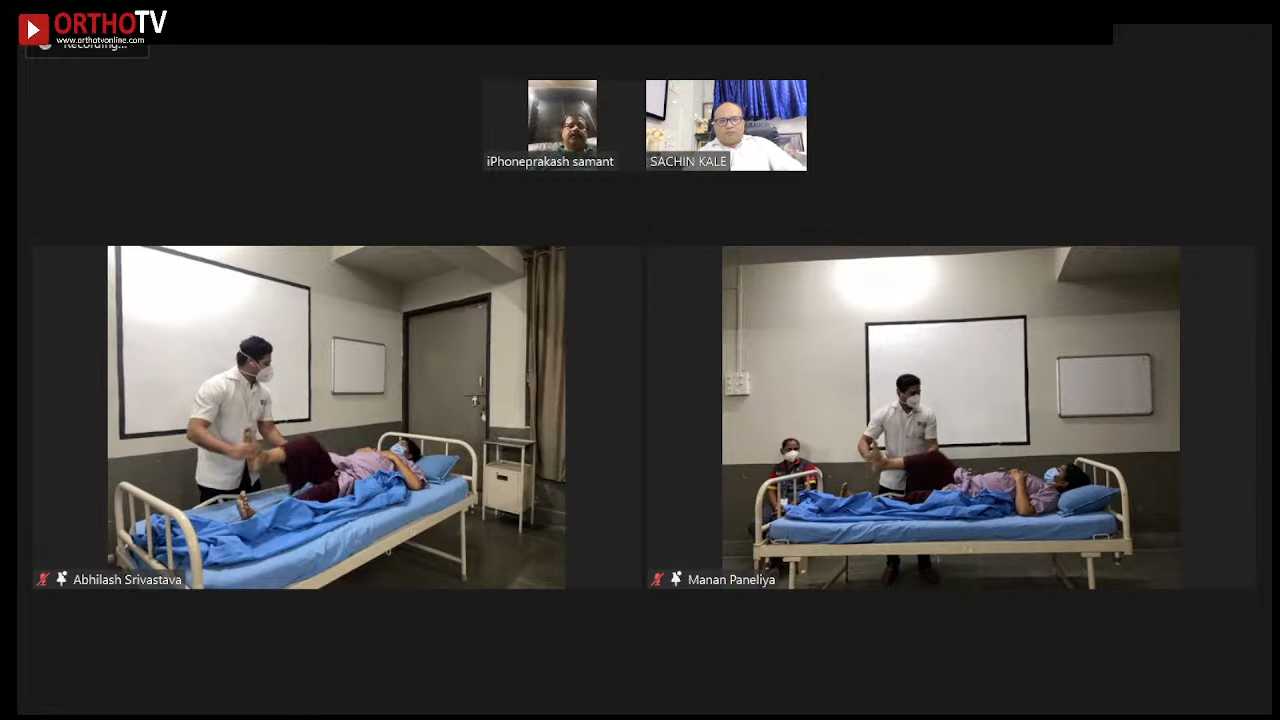 ORTHOTV
www.orthotvonline.com
Recording...
iPhoneprakash samant
SACHIN KALE
Abhilash Srivastava
Manan Paneliya